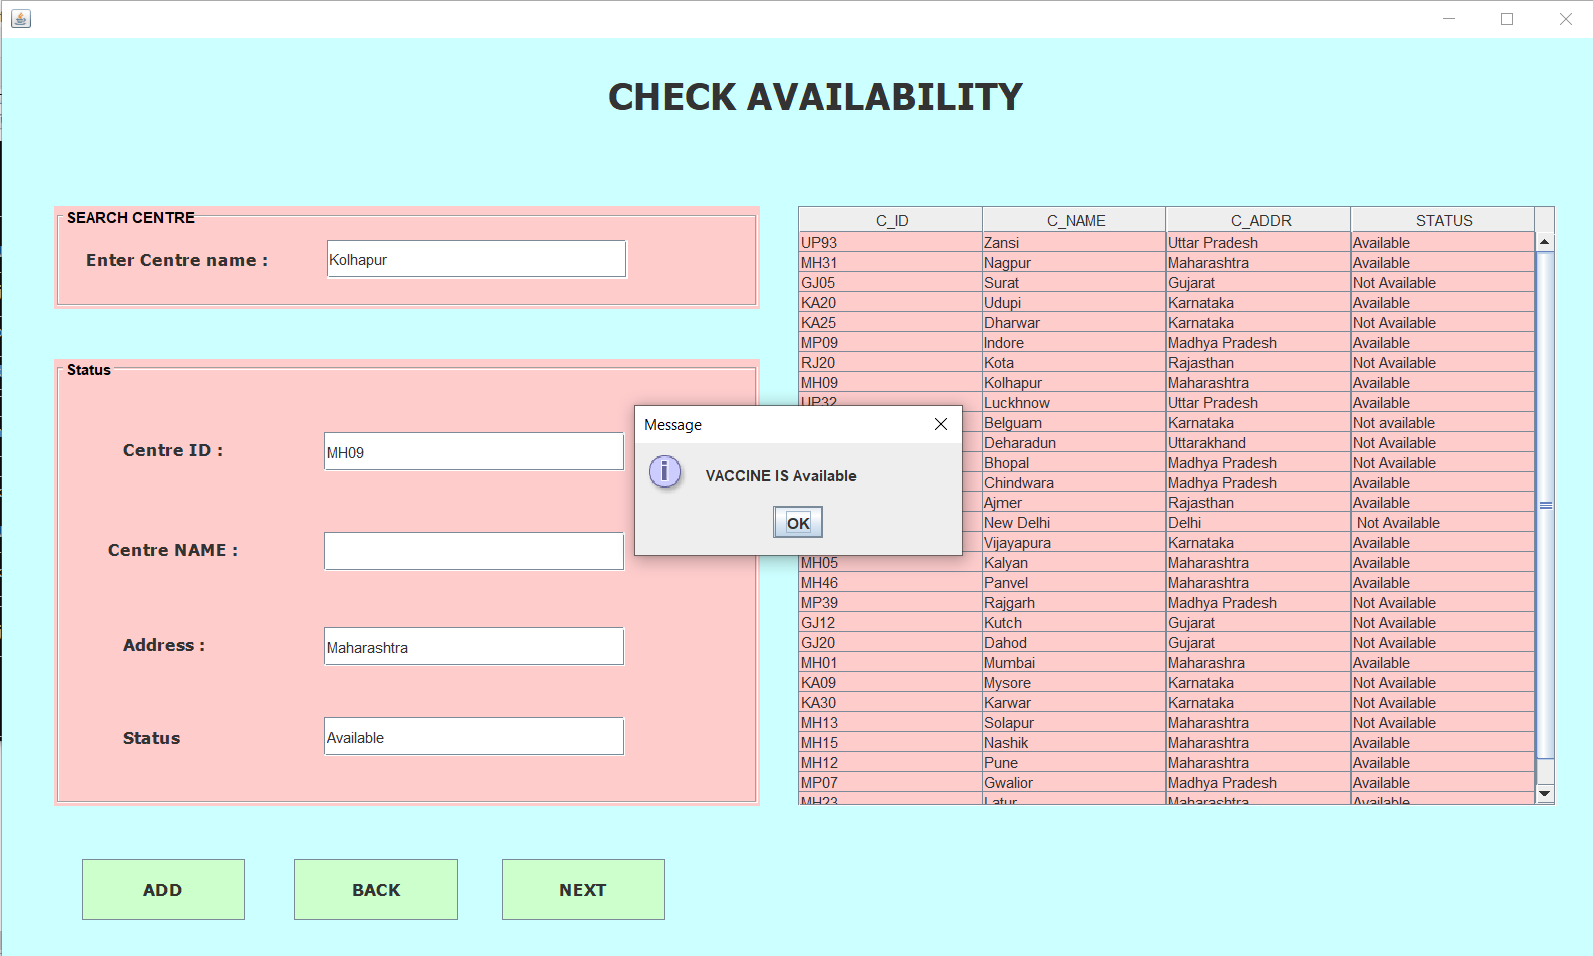 CHECK AVAILABILITY
SEARCH CENTRE
Enter Centre name :
Kolhapur
Status
Centre ID :
MH09
Centre NAME :
Address :
Maharashtra
Status
Available
ADD
BACK
NEXT
Message
VACCINE IS Available
OK
C_ID C_NAME C_ADDR STATUS
UP93 Zansi Uttar Pradesh Available
MH31 Nagpur Maharashtra Available
GJ05 Surat Gujarat Not Available
KA20 Udupi Karnataka Available
KA25 Dharwar Karnataka Not Available
MP09 Indore Madhya Pradesh Available
RJ20 Kota Rajasthan Not Available
MH09 Kolhapur Maharashtra Available
UP32 Luckhnow Uttar Pradesh Available
Belguam Karnataka Not available
Deharadun Uttarakhand Not Available
Bhopal Madhya Pradesh Not Available
Chindwara Madhya Pradesh Available
Ajmer Rajasthan Available
New Delhi Delhi Not Available
Vijayapura Karnataka Available
MH05 Kalyan Maharashtra Available
MH46 Panvel Maharashtra Available
MP39 Rajgarh Madhya Pradesh Not Available
GJ12 Kutch Gujarat Not Available
GJ20 Dahod Gujarat Not Available
MH01 Mumbai Maharashra Available
KA09 Mysore Karnataka Not Available
KA30 Karwar Karnataka Not Available
MH13 Solapur Maharashtra Not Available
MH15 Nashik Maharashtra Available
MH12 Pune Maharashtra Available
MP07 Gwalior Madhya Pradesh Available
MH23 Latur Maharashtra Available